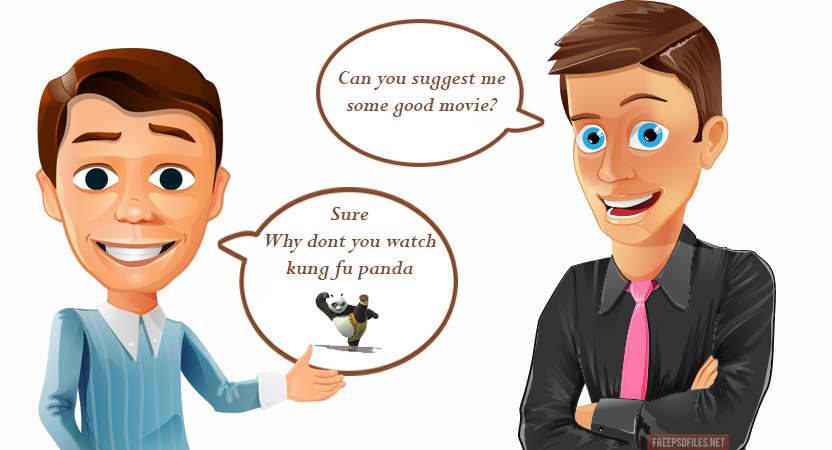 Can you suggest me
some good movie?
Sure
Why dont you watch
kung fu panda
FREEPSDFILES.NET